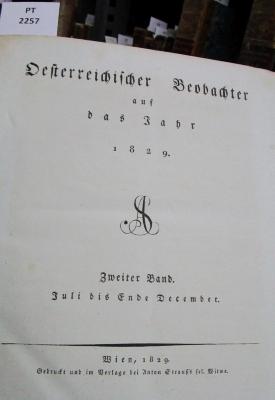 PT
2257
Oesterreichischer Beobachter
auf
das Jahr
1829.
AS
Zweiter Band.
Juli bis Ende December.
Wien, 1829.
Gedruckt und im Verlage bei Anton Strauß's sel. Witwe.